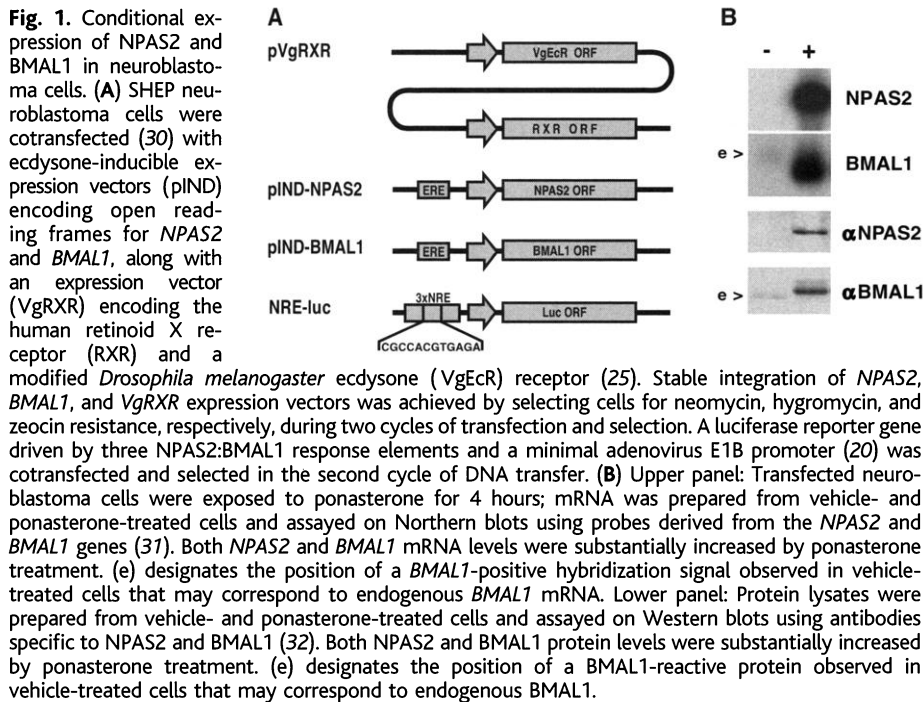 Fig. 1. Conditional ex-
pression of NPAS2 and
BMAL1 in neuroblasto-
ma cells. (A) SHEP neu-
roblastoma cells were
cotransfected (30) with
ecdysone-inducible ex-
pression vectors (pIND)
encoding open read-
ing frames for NPAS2
and BMAL1, along with
an expression vector
(VgRXR) encoding the
human retinoid X re-
ceptor (RXR) and a
modified Drosophila melanogaster ecdysone (VgEcR) receptor (25). Stable integration of NPAS2,
BMAL1, and VgRXR expression vectors was achieved by selecting cells for neomycin, hygromycin, and
zeocin resistance, respectively, during two cycles of transfection and selection. A luciferase reporter gene
driven by three NPAS2:BMAL1 response elements and a minimal adenovirus E1B promoter (20) was
cotransfected and selected in the second cycle of DNA transfer. (B) Upper panel: Transfected neuro-
blastoma cells were exposed to ponasterone for 4 hours; mRNA was prepared from vehicle- and
ponasterone-treated cells and assayed on Northern blots using probes derived from the NPAS2 and
BMAL1 genes (31). Both NPAS2 and BMAL1 mRNA levels were substantially increased by ponasterone
treatment. (e) designates the position of a BMAL1-positive hybridization signal observed in vehicle-
treated cells that may correspond to endogenous BMAL1 mRNA. Lower panel: Protein lysates were
prepared from vehicle- and ponasterone-treated cells and assayed on Western blots using antibodies
specific to NPAS2 and BMAL1 (32). Both NPAS2 and BMAL1 protein levels were substantially increased
by ponasterone treatment. (e) designates the position of a BMAL1-reactive protein observed in
vehicle-treated cells that may correspond to endogenous BMAL1.
A
pVgRXR
VgEcR ORF
RXR ORF
pIND-NPAS2
ERE
NPAS2 ORF
pIND-BMAL1
ERE
BMAL1 ORF
NRE-luc
3xNRE
Luc ORF
CGCCACGTGAGA
B
- +
NPAS2
e >
BMAL1
αNPAS2
e >
αBMAL1